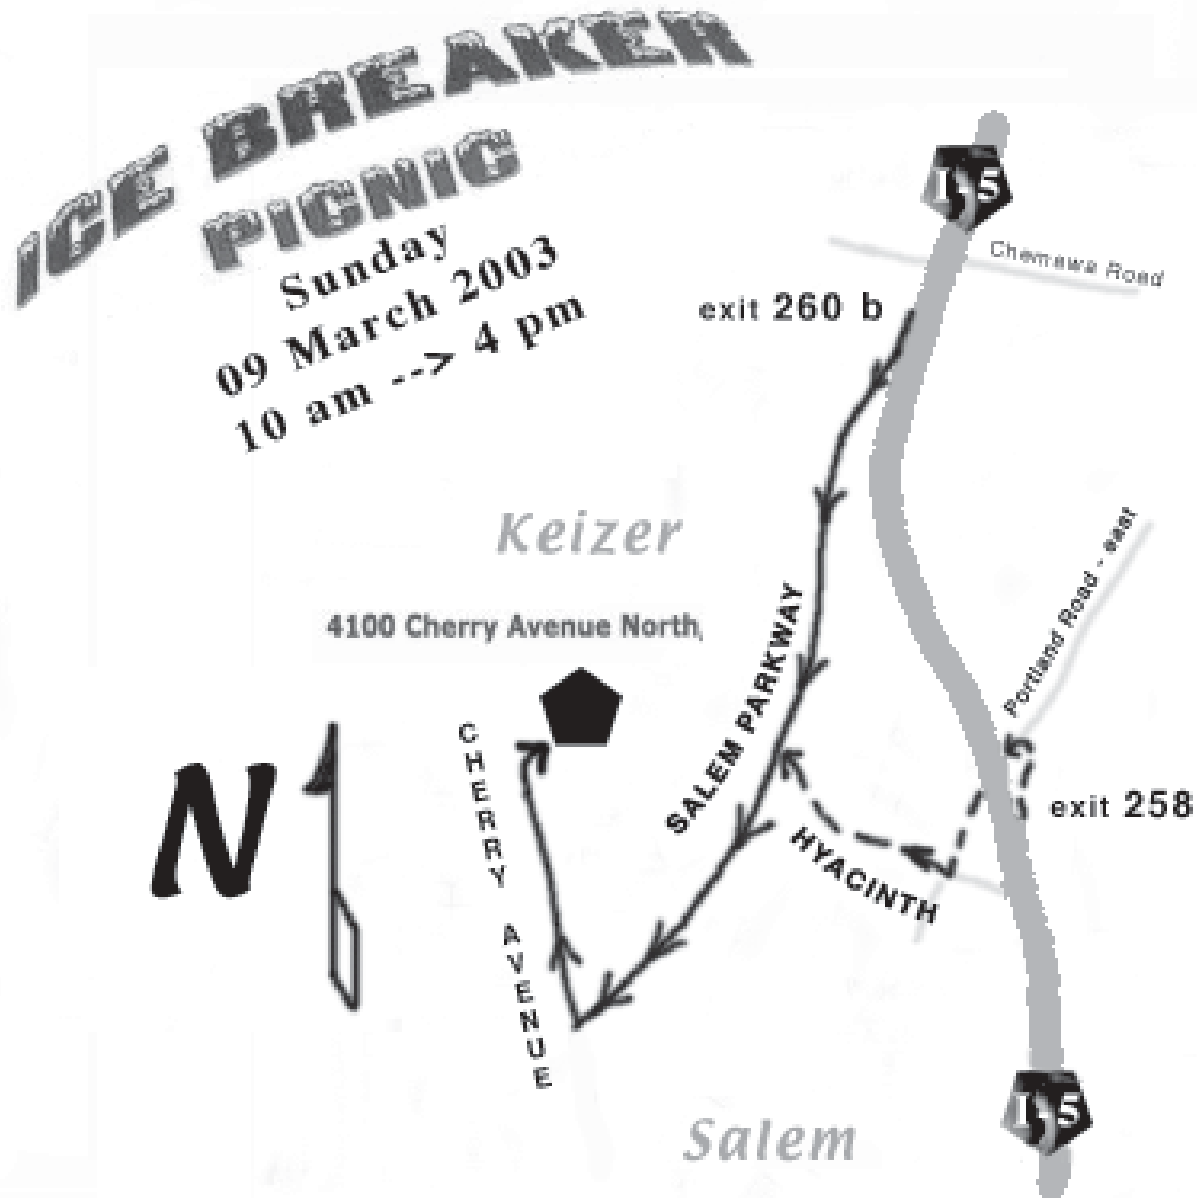 ICE BREAKER
PICNIC
Sunday
09 March 2003
10 am --> 4 pm
I-5
Chemawa Road
exit 260 b
Keizer
4100 Cherry Avenue North,
SALEM PARKWAY
Portland Road - east
CHERRY AVENUE
N
exit 258
HYACINTH
I-5
Salem